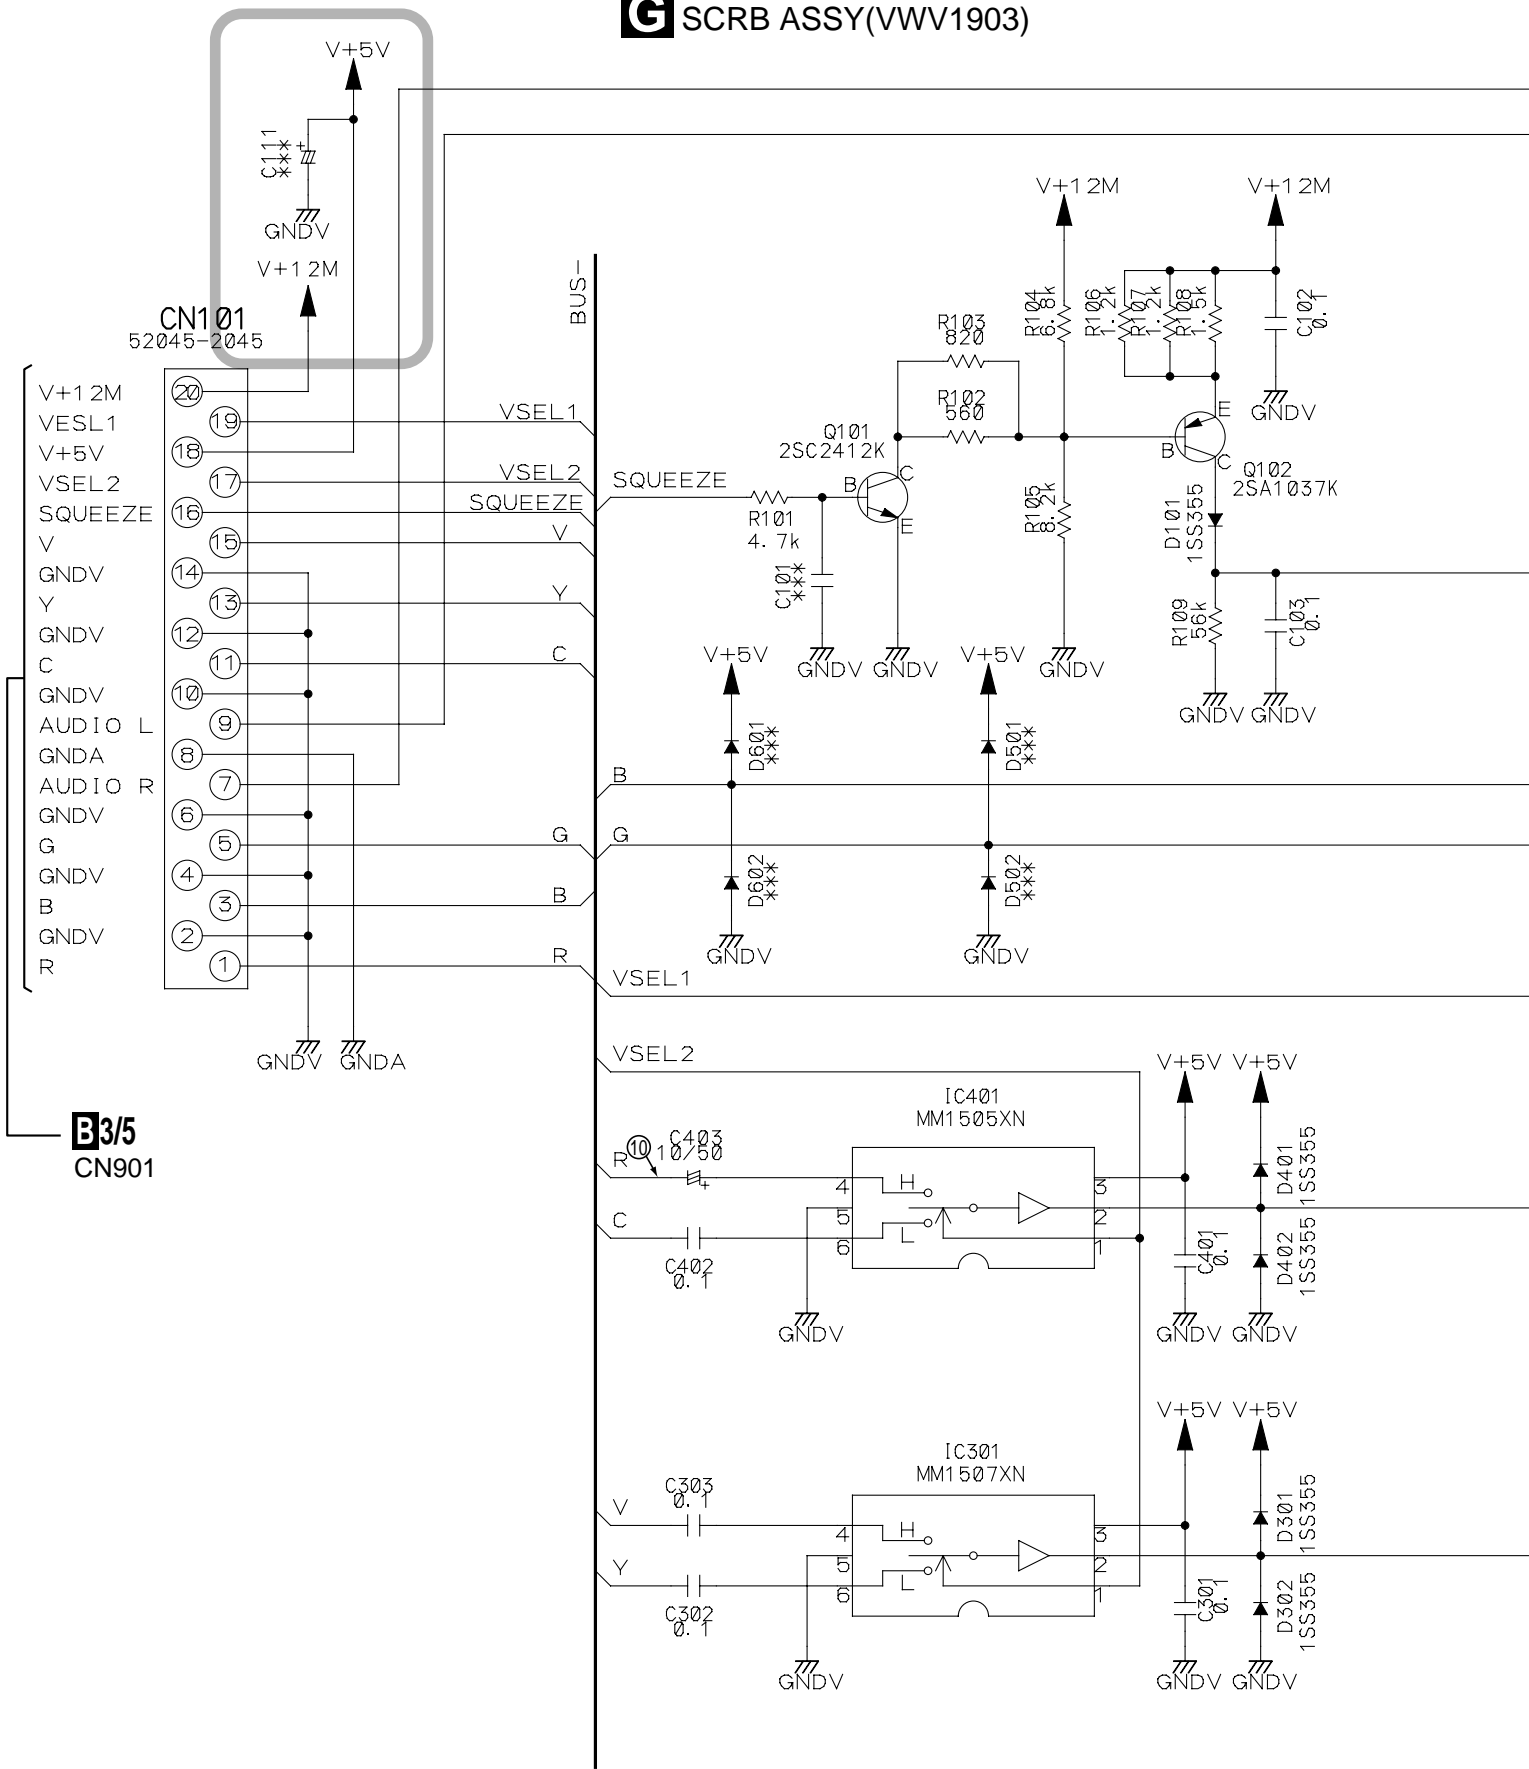 G SCRB ASSY(VWV1903)
V+5V
C111
***
+
GNDV
V+12M
CN101
52045-2045
V+12M 20
VESL1 19 VSEL1
V+5V 18
VSEL2 17 VSEL2
SQUEEZE 16 SQUEEZE
V 15 V
GNDV 14
Y 13 Y
GNDV 12
C 11 C
GNDV 10
AUDIO L 9
GNDA 8
AUDIO R 7
GNDV 6
G 5 G
GNDV 4
B 3 B
GNDV 2
R 1 R
GNDV GNDA
B 3/5
CN901
BUS-
SQUEEZE
R101
4.7k
C101
***
GNDV
Q101
2SC2412K
B
C
E
GNDV
R103
820
R102
560
V+12M
R104
6.8k
R105
8.2k
GNDV
V+12M
R106
1.2k
R107
1.2k
R108
1.5k
C102
0.1
GNDV
E
B
C
Q102
2SA1037K
D101
1SS355
R109
56k
C103
0.1
GNDV GNDV
V+5V
D601
***
B
D602
***
GNDV
V+5V
D501
***
G
D502
***
GNDV
VSEL1
VSEL2
IC401
MM1505XN
10
R
C403
10/50
+
C
C402
0.1
4
5
6
H
L
3
2
1
GNDV
V+5V V+5V
C401
0.1
D401
1SS355
D402
1SS355
GNDV GNDV
IC301
MM1507XN
V
C303
0.1
Y
C302
0.1
4
5
6
H
L
3
2
1
GNDV
V+5V V+5V
C301
0.1
D301
1SS355
D302
1SS355
GNDV GNDV